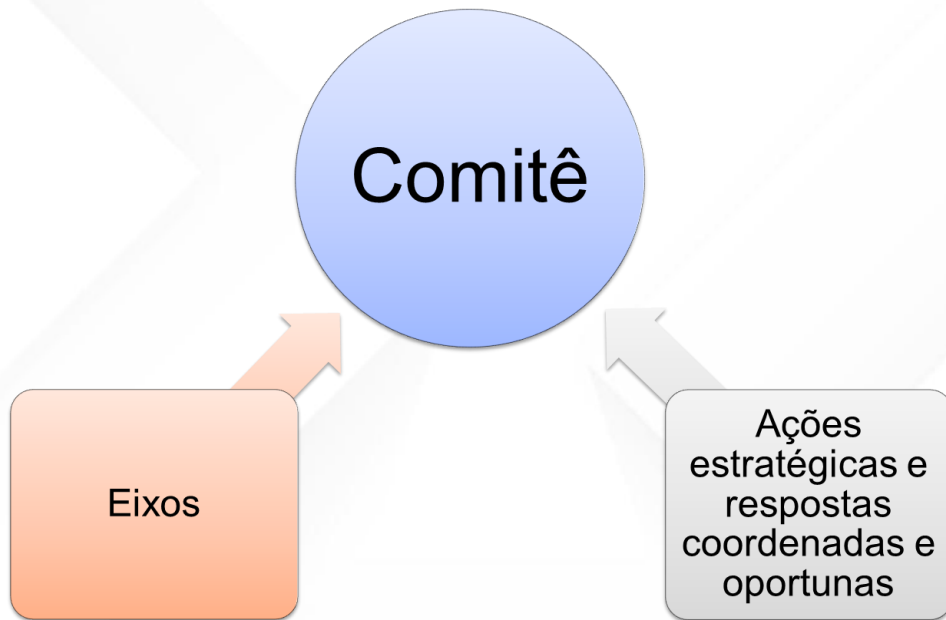 Comitê
Eixos
Ações
estratégicas e
respostas
coordenadas e
oportunas